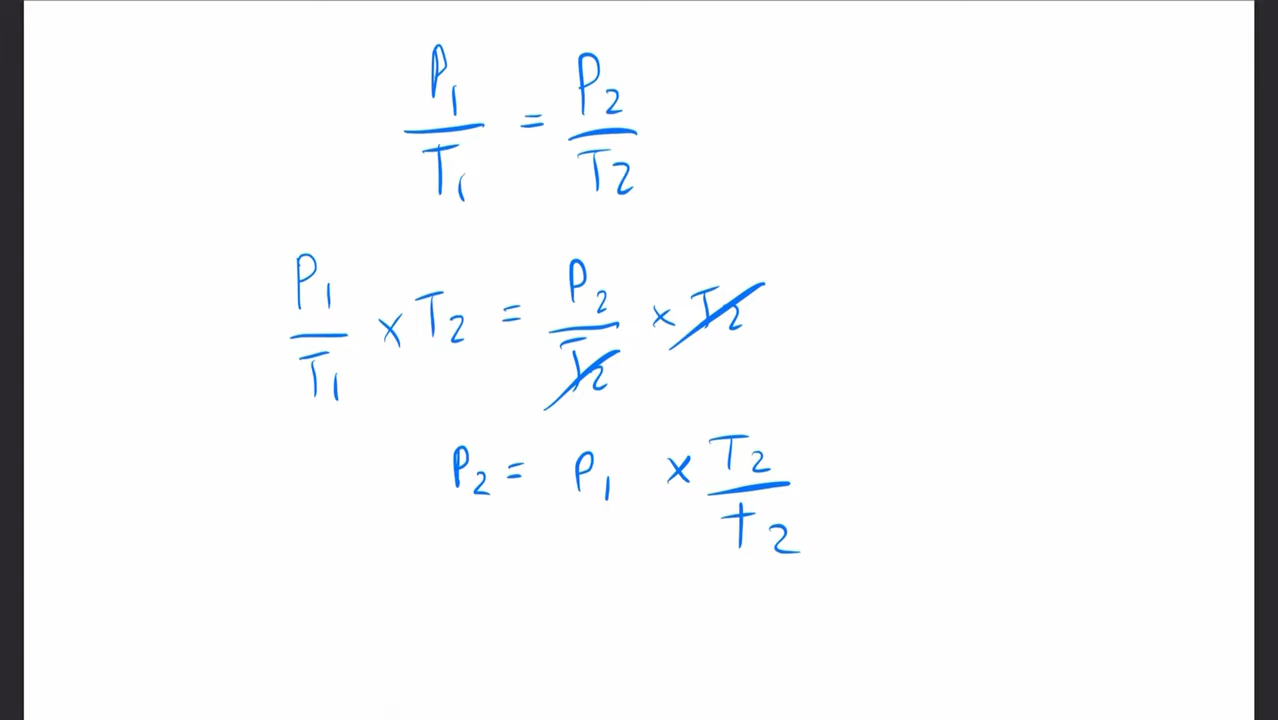 P₁/T₁ = P₂/T₂
P₁/T₁ × T₂ = P₂/T₂ × T₂
P₂ = P₁ × T₂/T₂